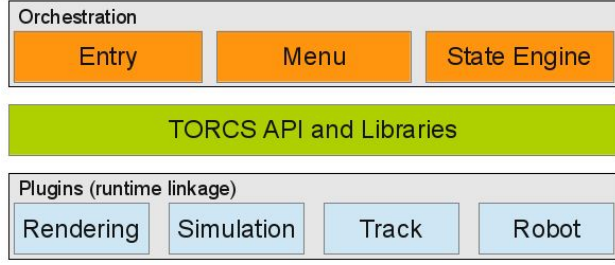 Orchestration
Entry Menu State Engine
TORCS API and Libraries
Plugins (runtime linkage)
Rendering Simulation Track Robot